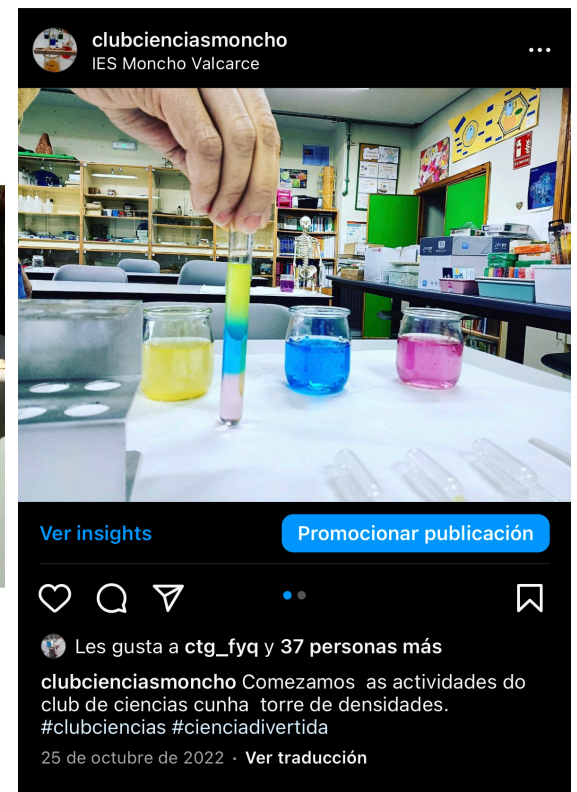 clubcienciasmoncho
IES Moncho Valcarce
Ver insights
Promocionar publicación
Les gusta a ctg_fyq y 37 personas más
clubcienciasmoncho Comezamos as actividades do
club de ciencias cunha torre de densidades.
#clubciencias #cienciadivertida
25 de octubre de 2022 · Ver traducción